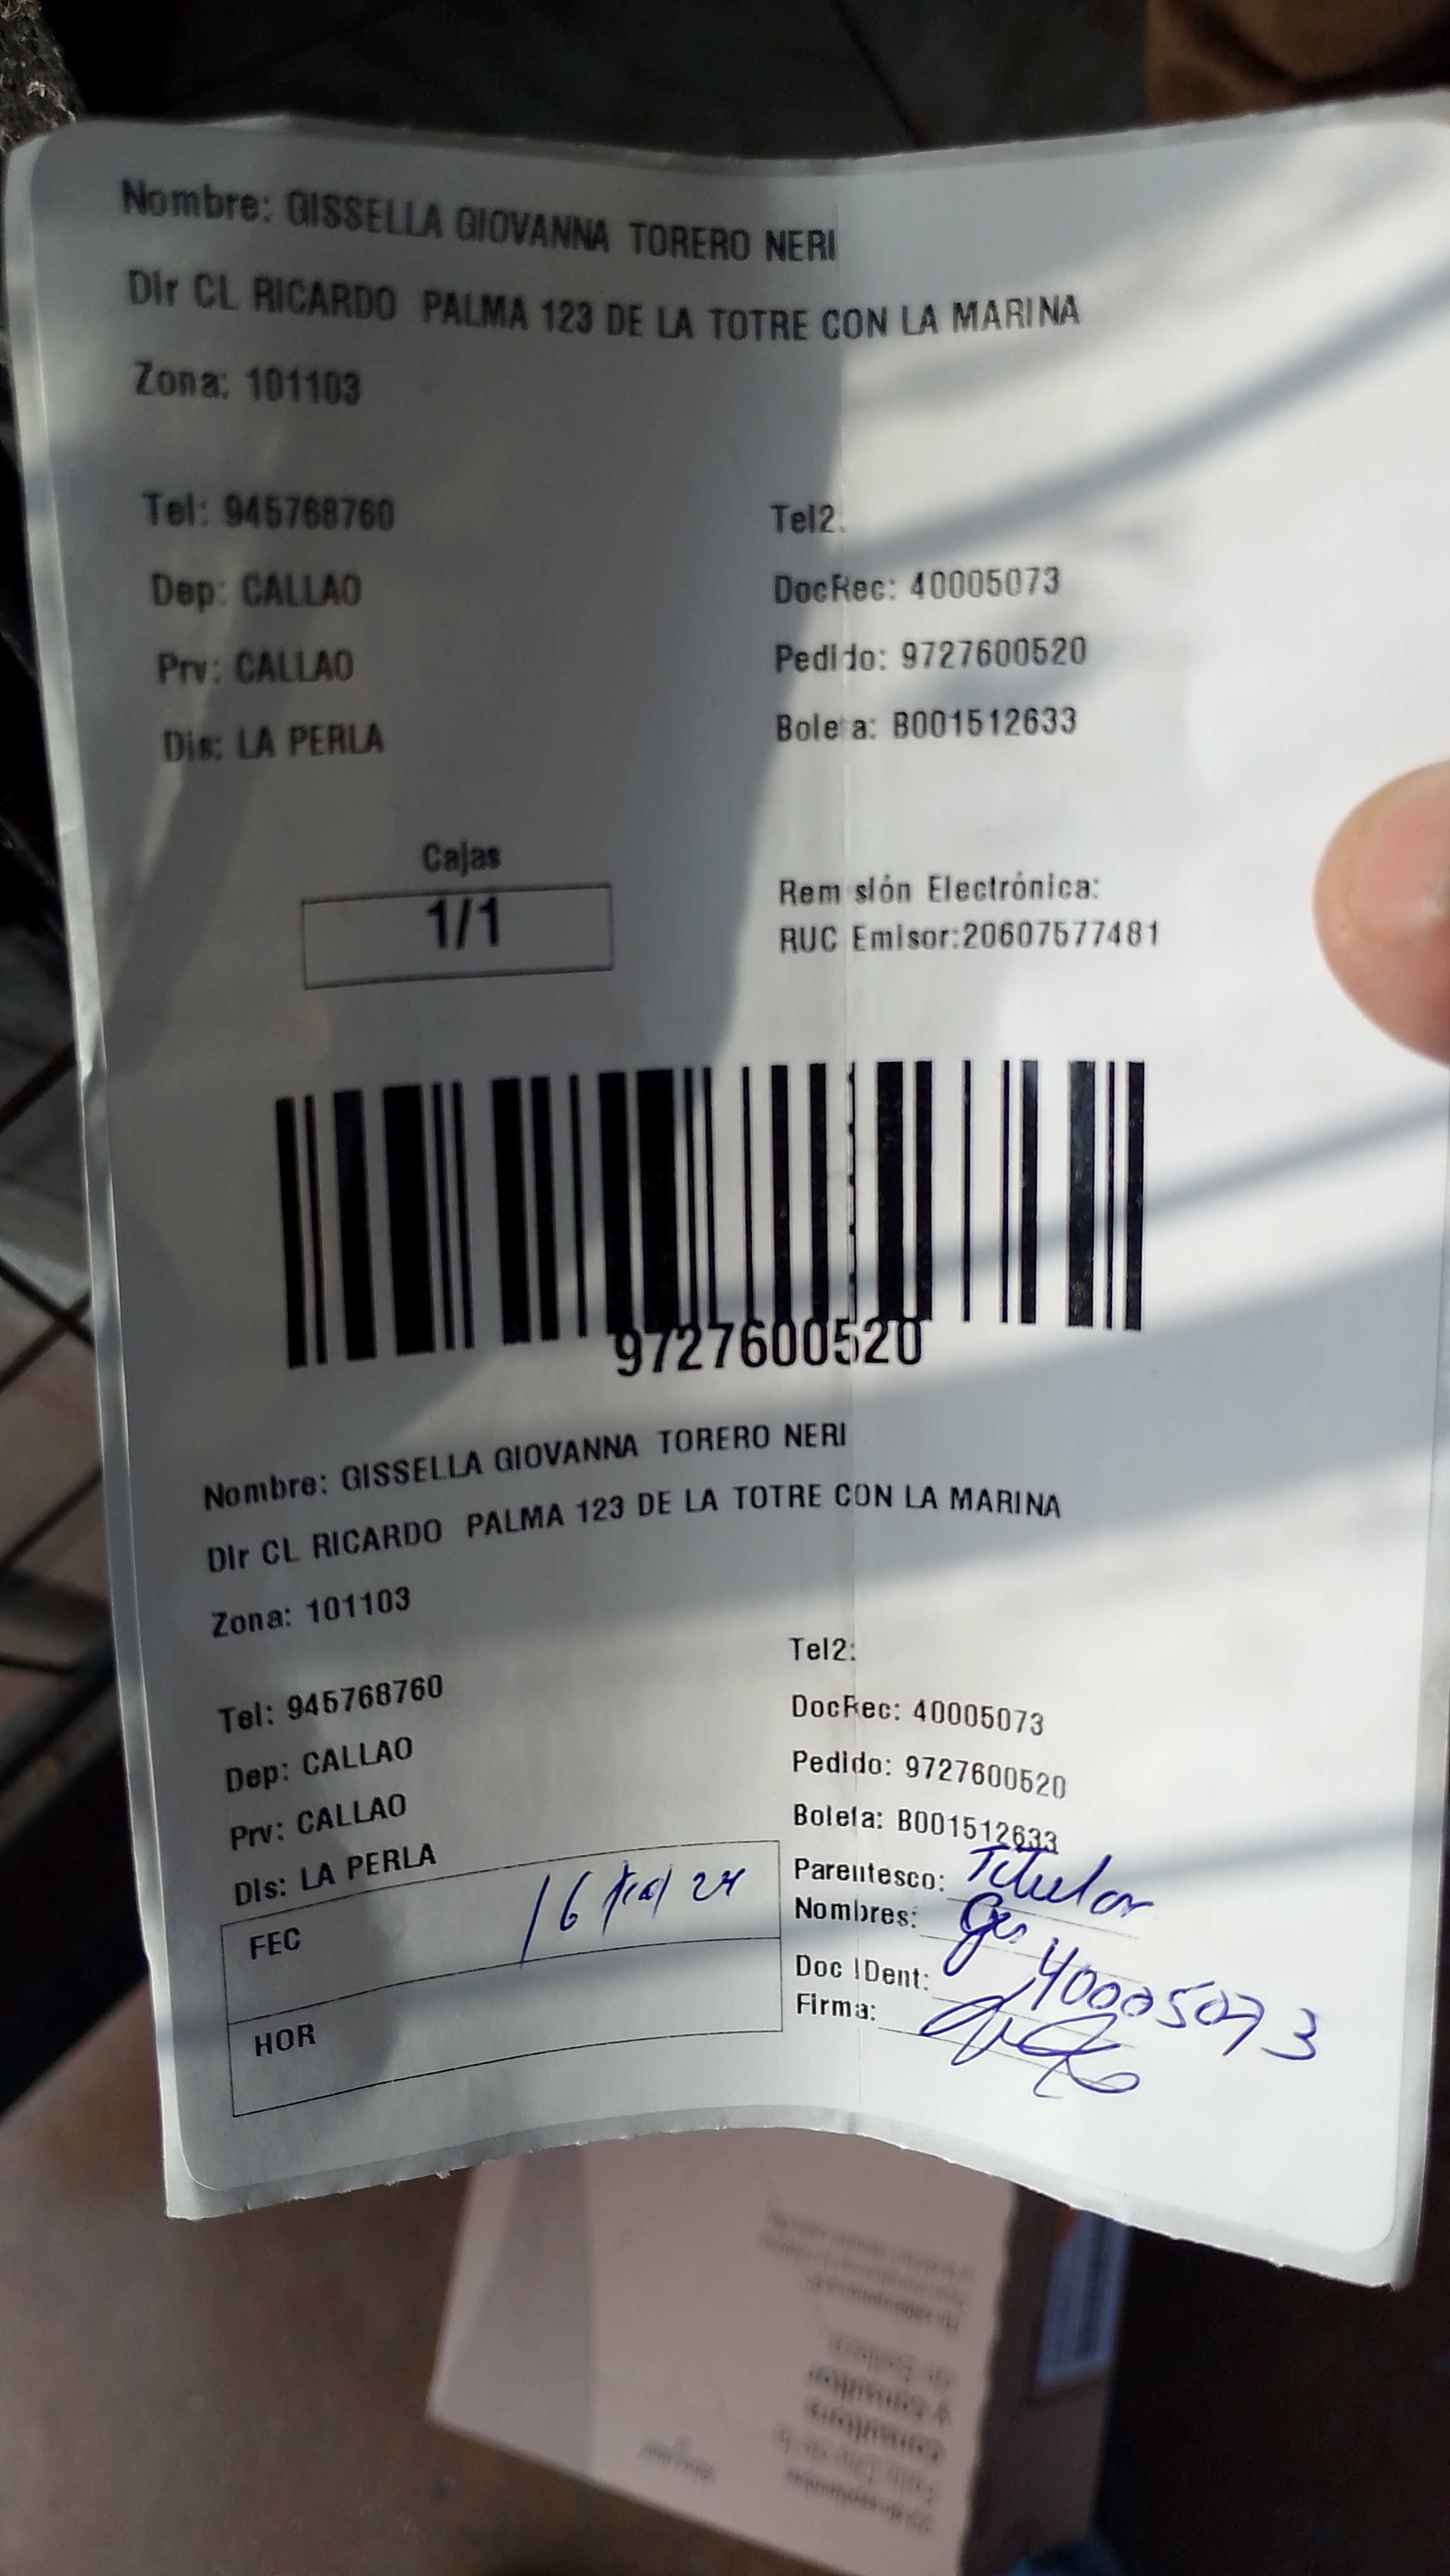 Nombre: GISSELLA GIOVANNA TORERO NERI
Dir CL RICARDO PALMA 123 DE LA TOTRE CON LA MARINA
Zona: 101103
Tel: 945768760
Tel2:
Dep: CALLAO
DocRec: 40005073
Prv: CALLAO
Pedido: 9727600520
Dis: LA PERLA
Boleta: B001512633
Cajas
1/1
Remisión Electrónica:
RUC Emisor:20607577481
9727600520
Nombre: GISSELLA GIOVANNA TORERO NERI
Dir CL RICARDO PALMA 123 DE LA TOTRE CON LA MARINA
Zona: 101103
Tel2:
Tel: 945768760
DocRec: 40005073
Dep: CALLAO
Pedido: 9727600520
Prv: CALLAO
Boleta: B001512633
Dis: LA PERLA
Parentesco: Titular
Nombres:
FEC 16 24
Doc IDent: 40005073
Firma:
HOR